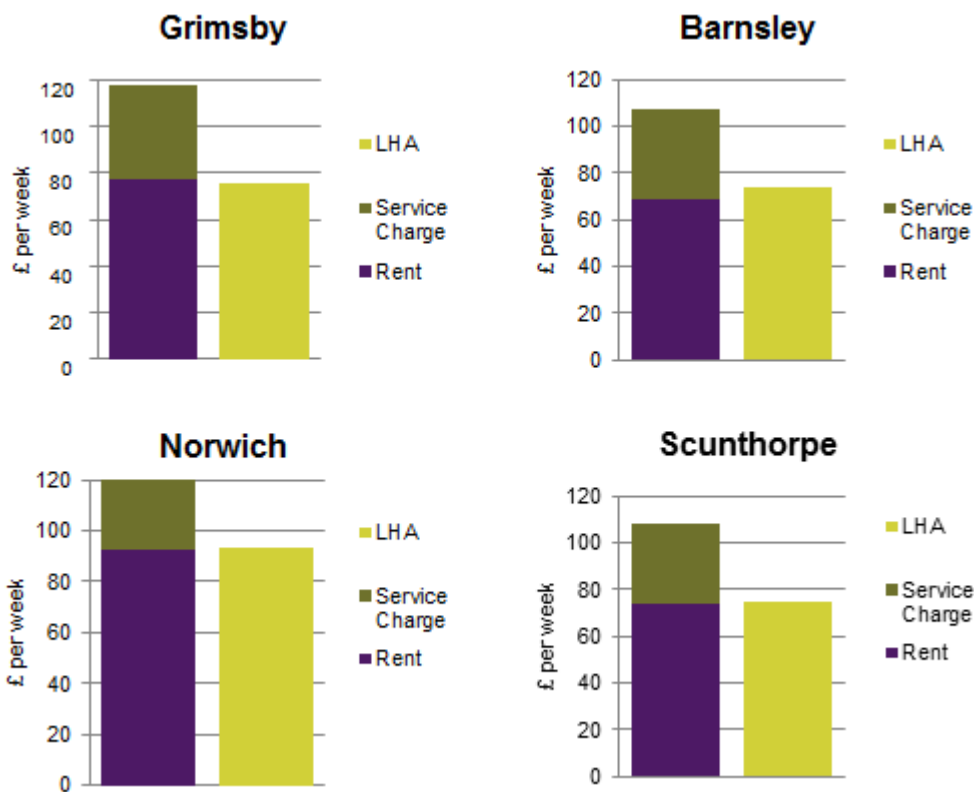 Grimsby
120
100
80
60
40
20
0
£ per week
LHA
Service
Charge
Rent
Barnsley
120
100
80
60
40
20
0
£ per week
LHA
Service
Charge
Rent
Norwich
120
100
80
60
40
20
0
£ per week
LHA
Service
Charge
Rent
Scunthorpe
120
100
80
60
40
20
0
£ per week
LHA
Service
Charge
Rent